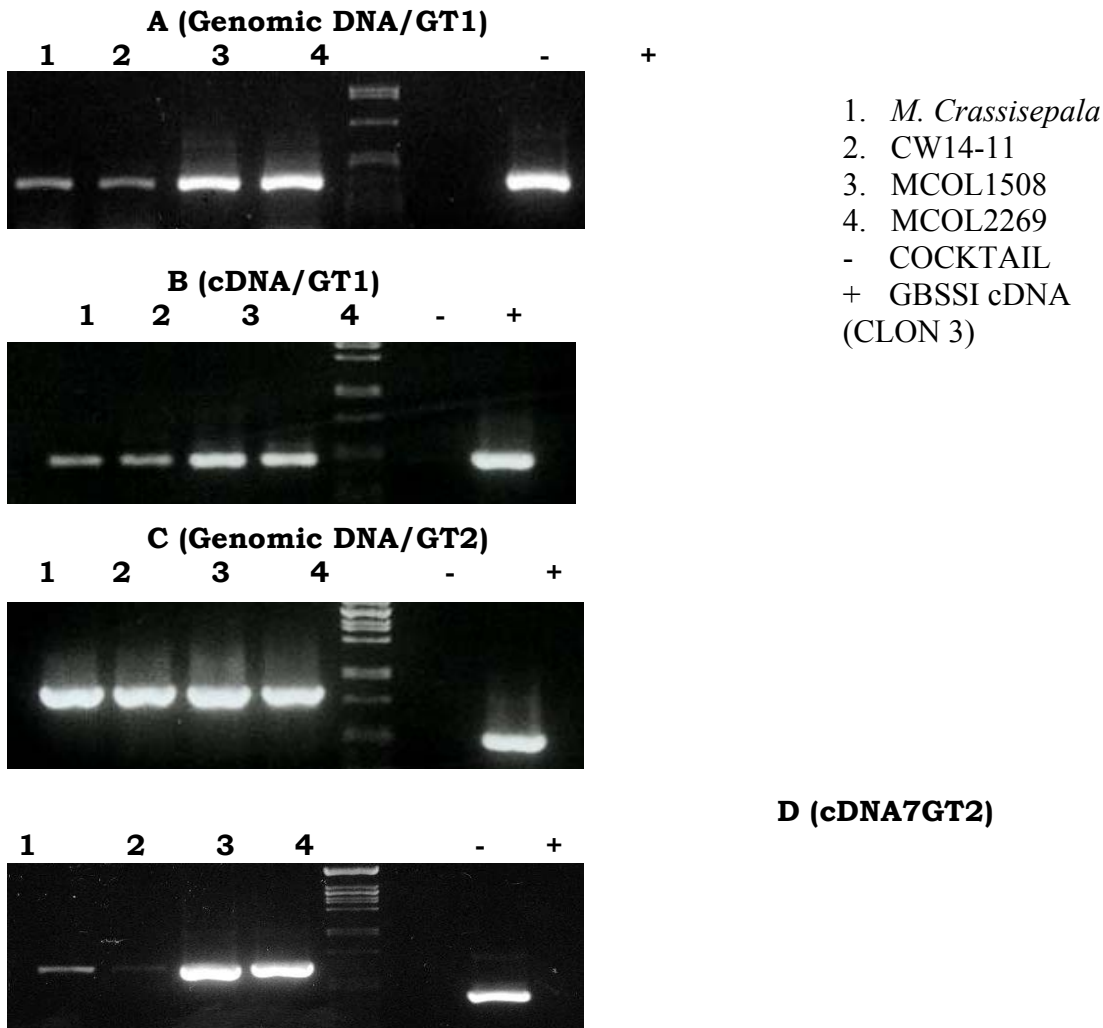 A (Genomic DNA/GT1)
1 2 3 4 - +
1. M. Crassisepala
2. CW14-11
3. MCOL1508
4. MCOL2269
- COCKTAIL
+ GBSSI cDNA
(CLON 3)
B (cDNA/GT1)
1 2 3 4 - +
C (Genomic DNA/GT2)
1 2 3 4 - +
D (cDNA7GT2)
1 2 3 4 - +